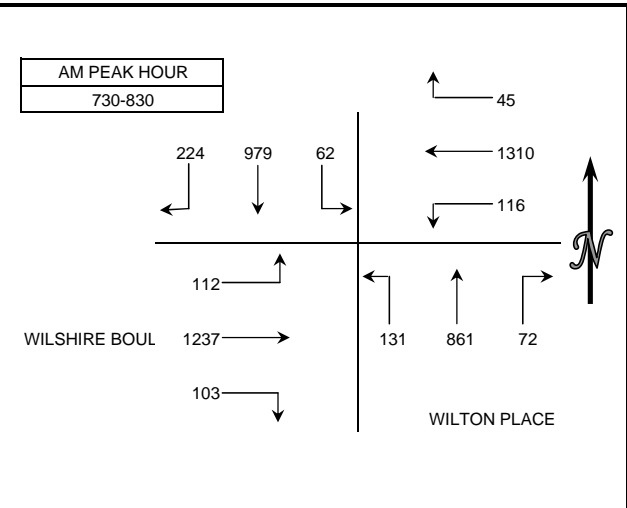 AM PEAK HOUR
730-830
45
224 979 62 1310
116
112
WILSHIRE BOUL 1237 131 861 72
103
WILTON PLACE
N